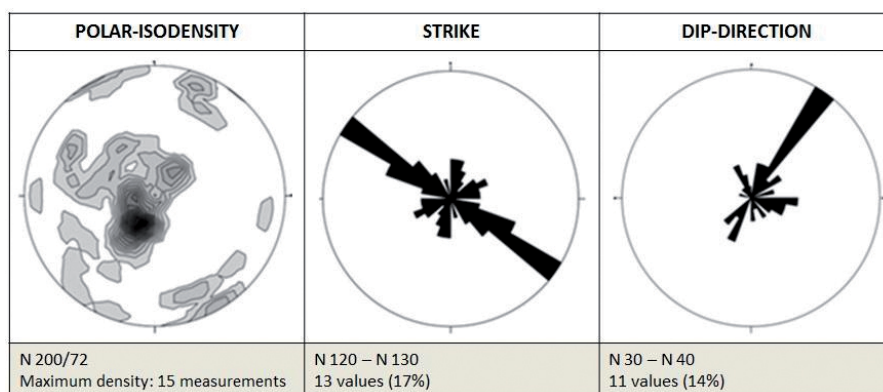 POLAR-ISODENSITY
STRIKE
DIP-DIRECTION
N 200/72
Maximum density: 15 measurements
N 120 – N 130
13 values (17%)
N 30 – N 40
11 values (14%)